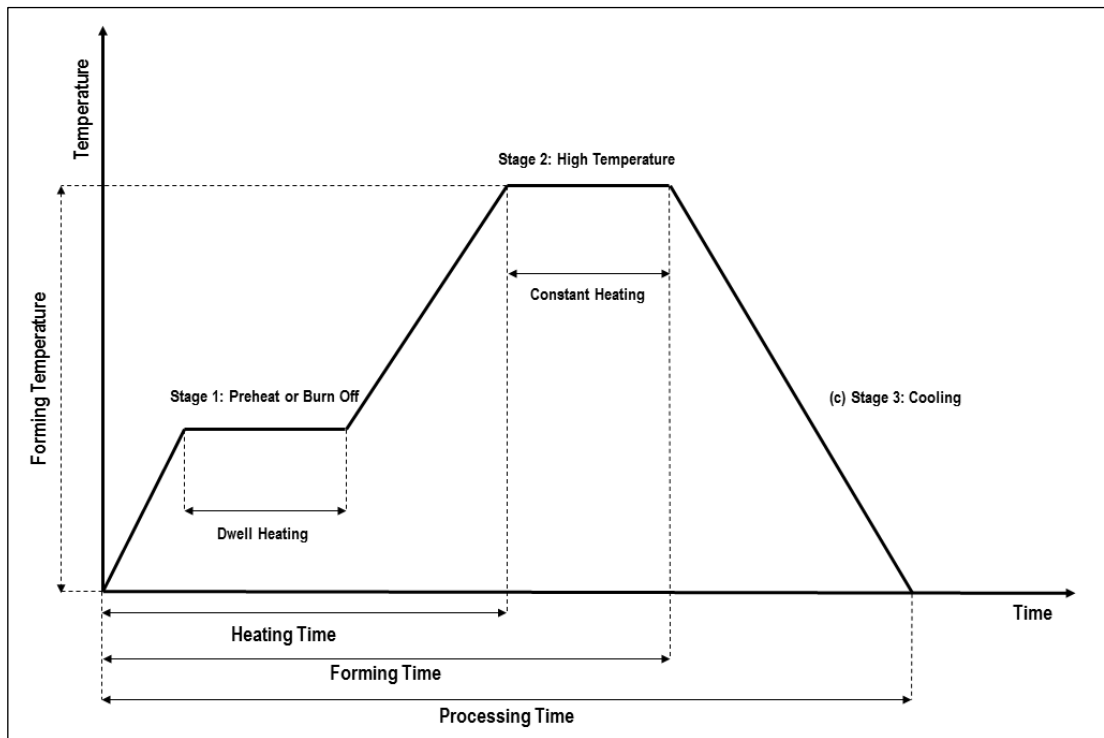 Temperature
Stage 2: High Temperature
Constant Heating
Forming Temperature
Stage 1: Preheat or Burn Off
(c) Stage 3: Cooling
Dwell Heating
Time
Heating Time
Forming Time
Processing Time